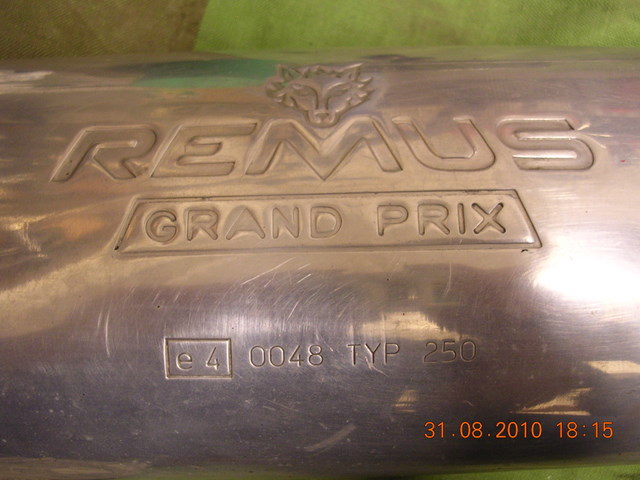 REMUS
GRAND PRIX
e 4 0048 TYP 250
31.08.2010 18:15